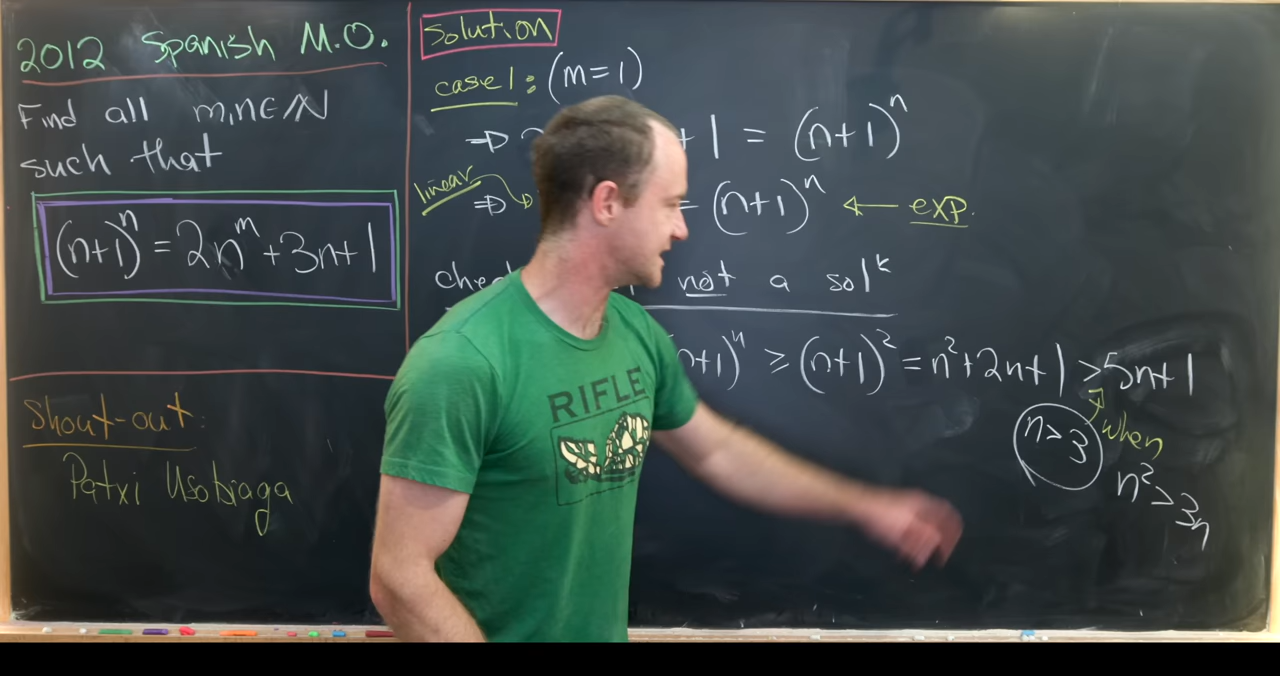 2012 Spanish M.O.
Find all m,n∈ℕ
such that
(n+1)^n = 2n^m + 3n + 1
Shout-out:
Patxi Usobiaga
Solution
case 1: (m=1)
⇒ + 1 = (n+1)^n
linear ⇒ = (n+1)^n ← exp.
not a sol^k
n+1)^n ≥ (n+1)^2 = n^2+2n+1 > 5n+1
n>3 when
n^2 > 3n
RIFLE